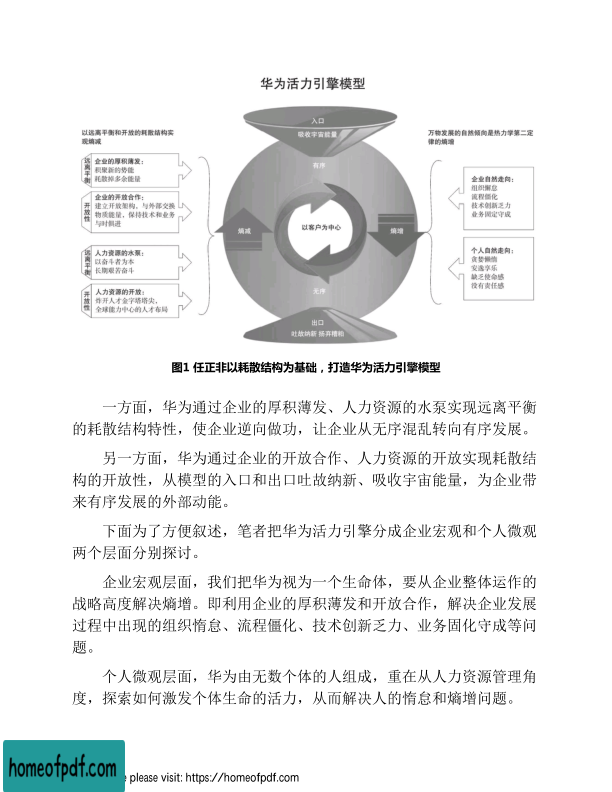 华为活力引擎模型
以远离平衡和开放的耗散结构实
现熵减
远离平衡
企业的厚积薄发：
积聚新的势能
耗散掉多余能量
开放性
企业的开放合作：
建立开放架构，与外部交换
物质能量，保持技术和业务
与时俱进
远离平衡
人力资源的水泵：
以奋斗者为本
长期艰苦奋斗
开放性
人力资源的开放：
炸开人才金字塔塔尖，
全球能力中心的人才布局
入口
吸收宇宙能量
有序
熵减
以客户为中心
熵增
无序
出口
吐故纳新 扬弃糟粕
万物发展的自然倾向是热力学第二定
律的熵增
企业自然走向：
组织懈怠
流程僵化
技术创新乏力
业务固定守成
个人自然走向：
贪婪懒惰
安逸享乐
缺乏使命感
没有责任感
图1 任正非以耗散结构为基础，打造华为活力引擎模型
一方面，华为通过企业的厚积薄发、人力资源的水泵实现远离平衡
的耗散结构特性，使企业逆向做功，让企业从无序混乱转向有序发展。
另一方面，华为通过企业的开放合作、人力资源的开放实现耗散结
构的开放性，从模型的入口和出口吐故纳新、吸收宇宙能量，为企业带
来有序发展的外部动能。
下面为了方便叙述，笔者把华为活力引擎分成企业宏观和个人微观
两个层面分别探讨。
企业宏观层面，我们把华为视为一个生命体，要从企业整体运作的
战略高度解决熵增。即利用企业的厚积薄发和开放合作，解决企业发展
过程中出现的组织惰怠、流程僵化、技术创新乏力、业务固化守成等问
题。
个人微观层面，华为由无数个体的人组成，重在从人力资源管理角
度，探索如何激发个体生命的活力，从而解决人的惰怠和熵增问题。
homeofpdf.com
e please visit: https://homeofpdf.com